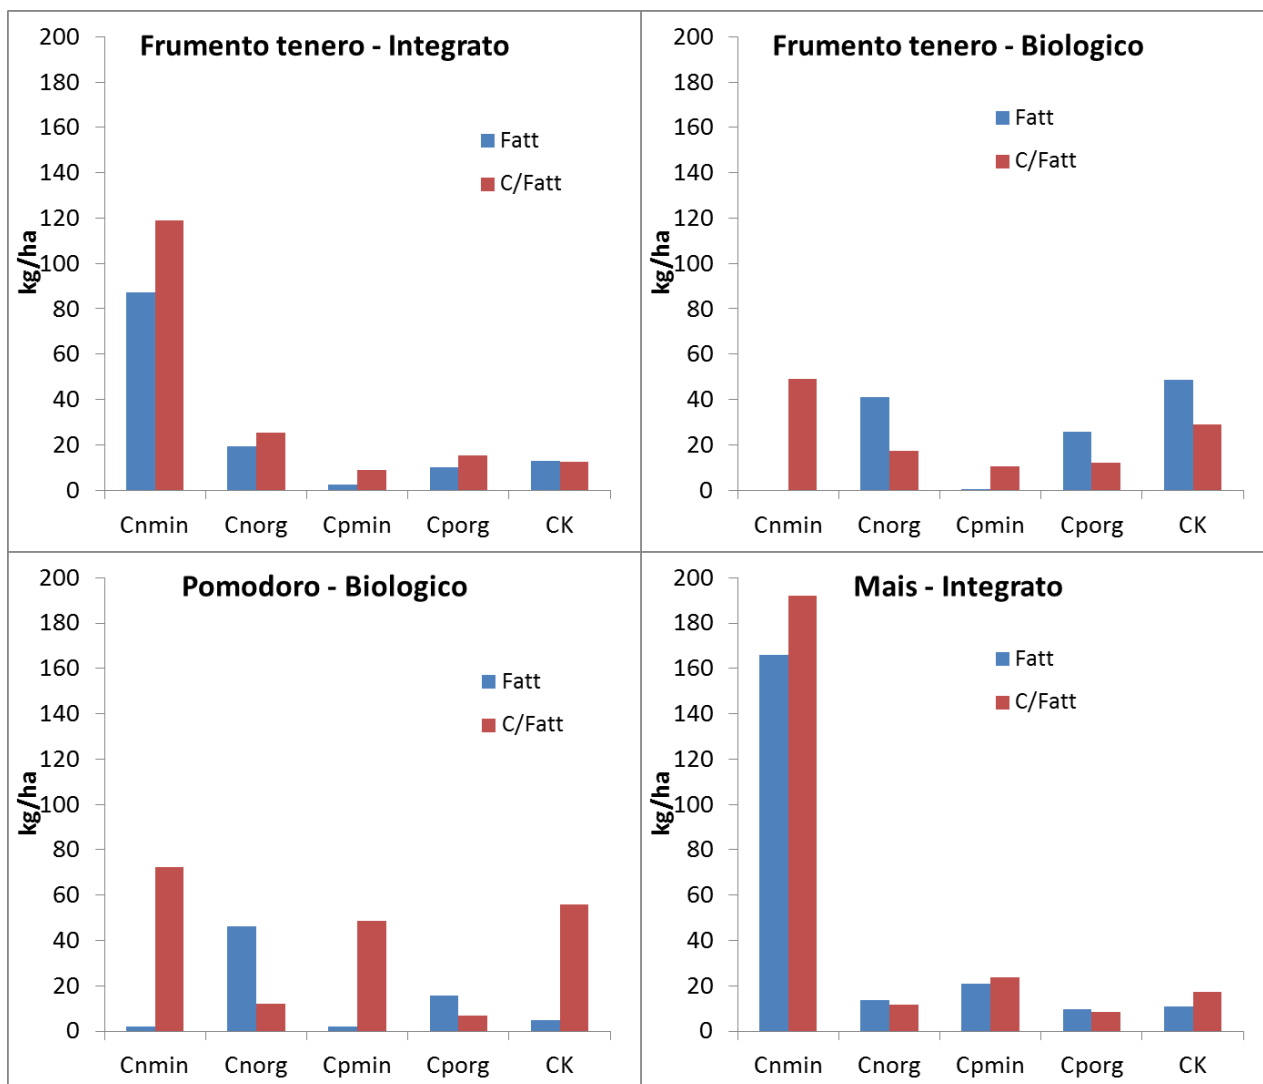 Frumento tenero - Integrato
200
180
160
140
120
100
80
60
40
20
0
kg/ha
Fatt
C/Fatt
Cnmin Cnorg Cpmin Cporg CK
Frumento tenero - Biologico
200
180
160
140
120
100
80
60
40
20
0
kg/ha
Fatt
C/Fatt
Cnmin Cnorg Cpmin Cporg CK
Pomodoro - Biologico
200
180
160
140
120
100
80
60
40
20
0
kg/ha
Fatt
C/Fatt
Cnmin Cnorg Cpmin Cporg CK
Mais - Integrato
200
180
160
140
120
100
80
60
40
20
0
kg/ha
Fatt
C/Fatt
Cnmin Cnorg Cpmin Cporg CK